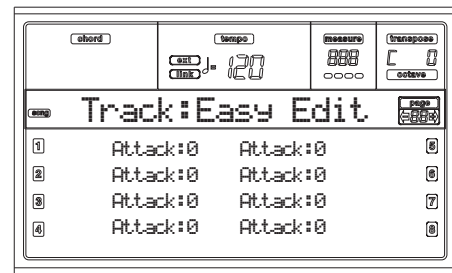 chord tempo measure transpose
ext link 120 888 C 0
octave
song Track:Easy Edit page
1 Attack:0 Attack:0 5
2 Attack:0 Attack:0 6
3 Attack:0 Attack:0 7
4 Attack:0 Attack:0 8